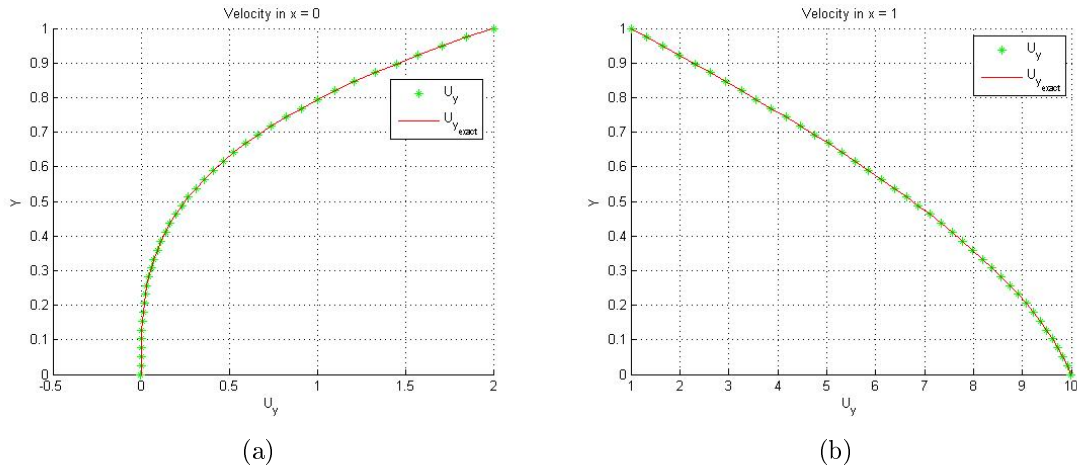 Velocity in x = 0
1
0.9
0.8
0.7
0.6
0.5
0.4
0.3
0.2
0.1
0
Y
-0.5 0 0.5 1 1.5 2
U_y
U_y
U_y_exact
(a)
Velocity in x = 1
1
0.9
0.8
0.7
0.6
0.5
0.4
0.3
0.2
0.1
0
Y
1 2 3 4 5 6 7 8 9 10
U_y
U_y
U_y_exact
(b)